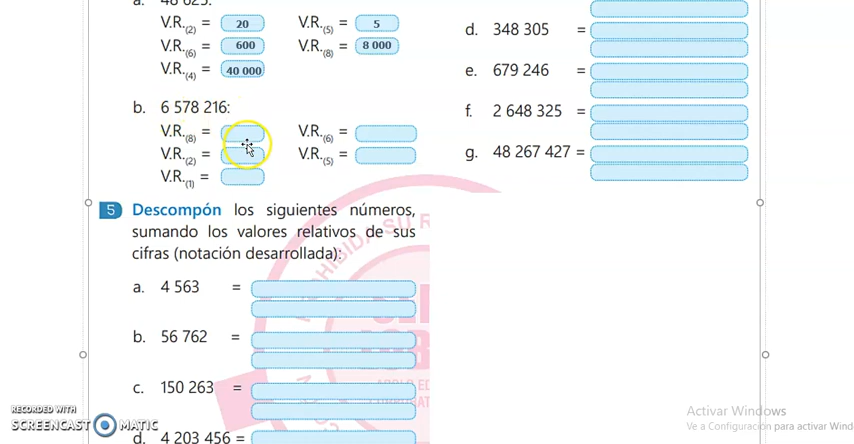 a. 48 625:
V.R.(2) = 20 V.R.(5) = 5
V.R.(6) = 600 V.R.(8) = 8 000
V.R.(4) = 40 000
b. 6 578 216:
V.R.(8) = V.R.(6) =
V.R.(2) = V.R.(5) =
V.R.(1) =
5 Descompón los siguientes números,
sumando los valores relativos de sus
cifras (notación desarrollada):
a. 4 563 =
b. 56 762 =
c. 150 263 =
d. 4 203 456 =
d. 348 305 =
e. 679 246 =
f. 2 648 325 =
g. 48 267 427 =
RECORDED WITH
SCREENCAST MATIC
Activar Windows
Ve a Configuración para activar Wind